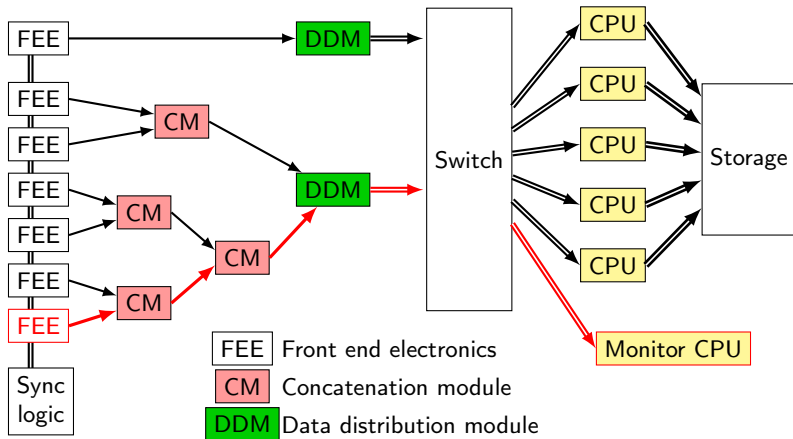 FEE
DDM
CPU
FEE
CM
CPU
FEE
CPU
Switch
Storage
FEE
DDM
CM
CPU
FEE
CM
CPU
FEE
CM
FEE
Monitor CPU
FEE Front end electronics
Sync
logic
CM Concatenation module
DDM Data distribution module